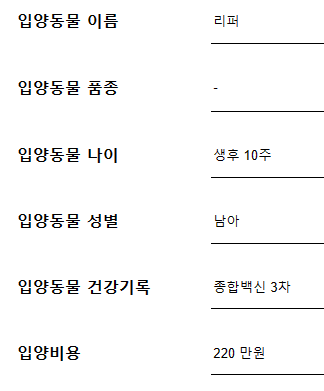 입양동물 이름 리퍼
입양동물 품종 -
입양동물 나이 생후 10주
입양동물 성별 남아
입양동물 건강기록 종합백신 3차
입양비용 220 만원